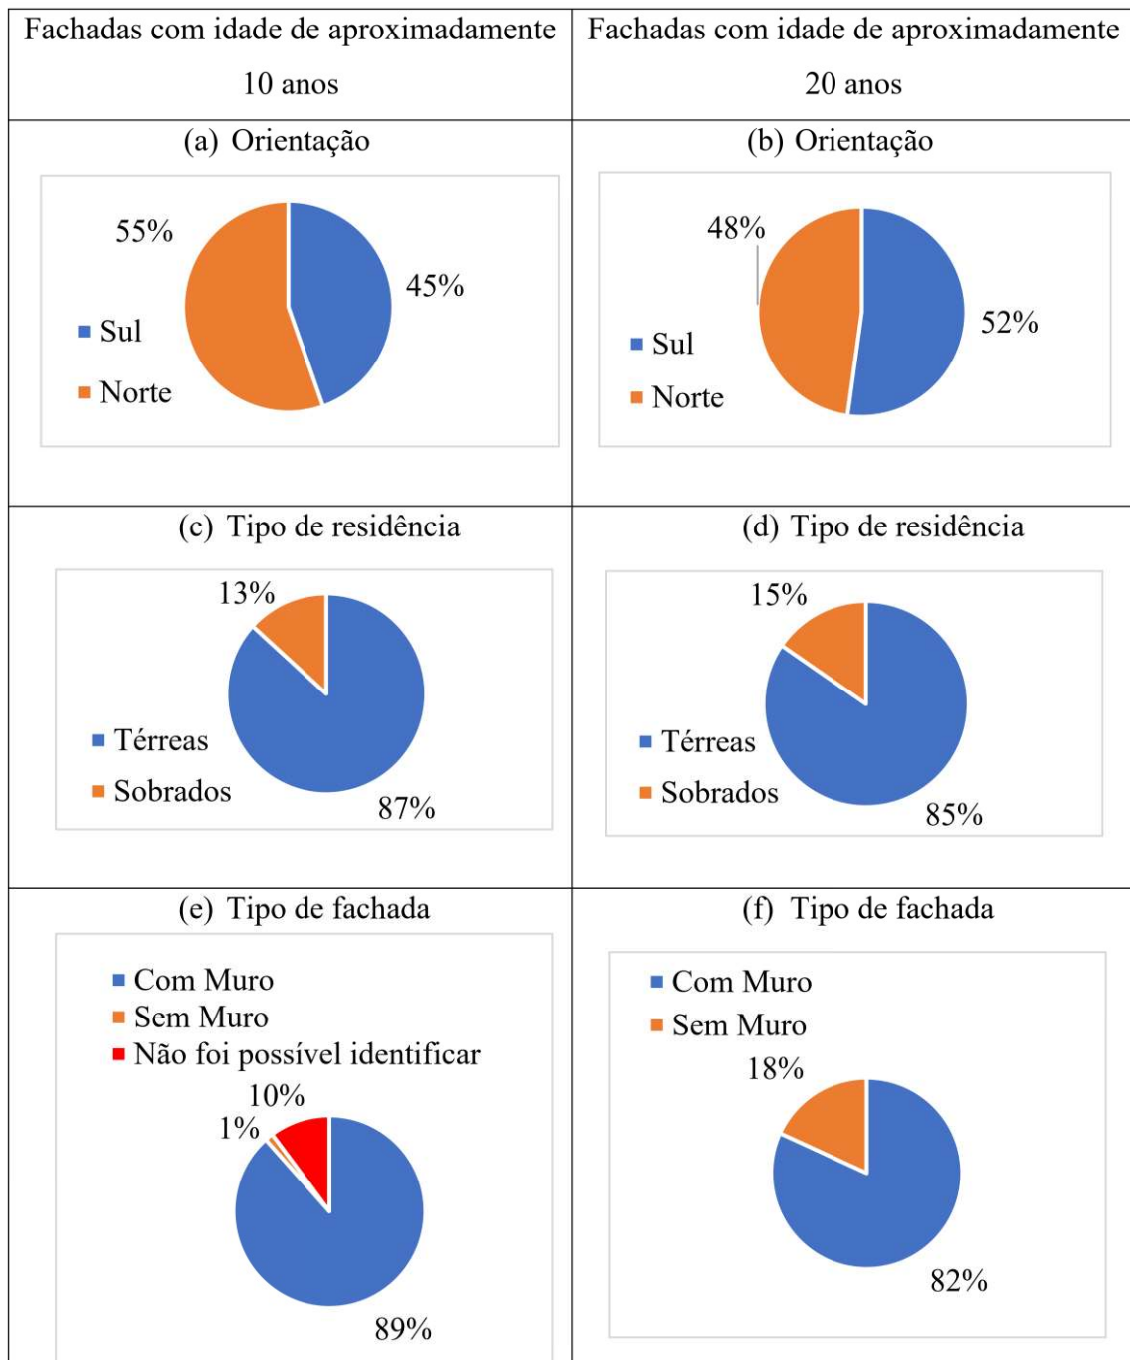 Fachadas com idade de aproximadamente
10 anos
Fachadas com idade de aproximadamente
20 anos
(a) Orientação
55%
45%
Sul
Norte
(b) Orientação
48%
52%
Sul
Norte
(c) Tipo de residência
13%
Térreas
Sobrados
87%
(d) Tipo de residência
15%
Térreas
Sobrados
85%
(e) Tipo de fachada
Com Muro
Sem Muro
Não foi possível identificar
10%
1%
89%
(f) Tipo de fachada
Com Muro
Sem Muro
18%
82%